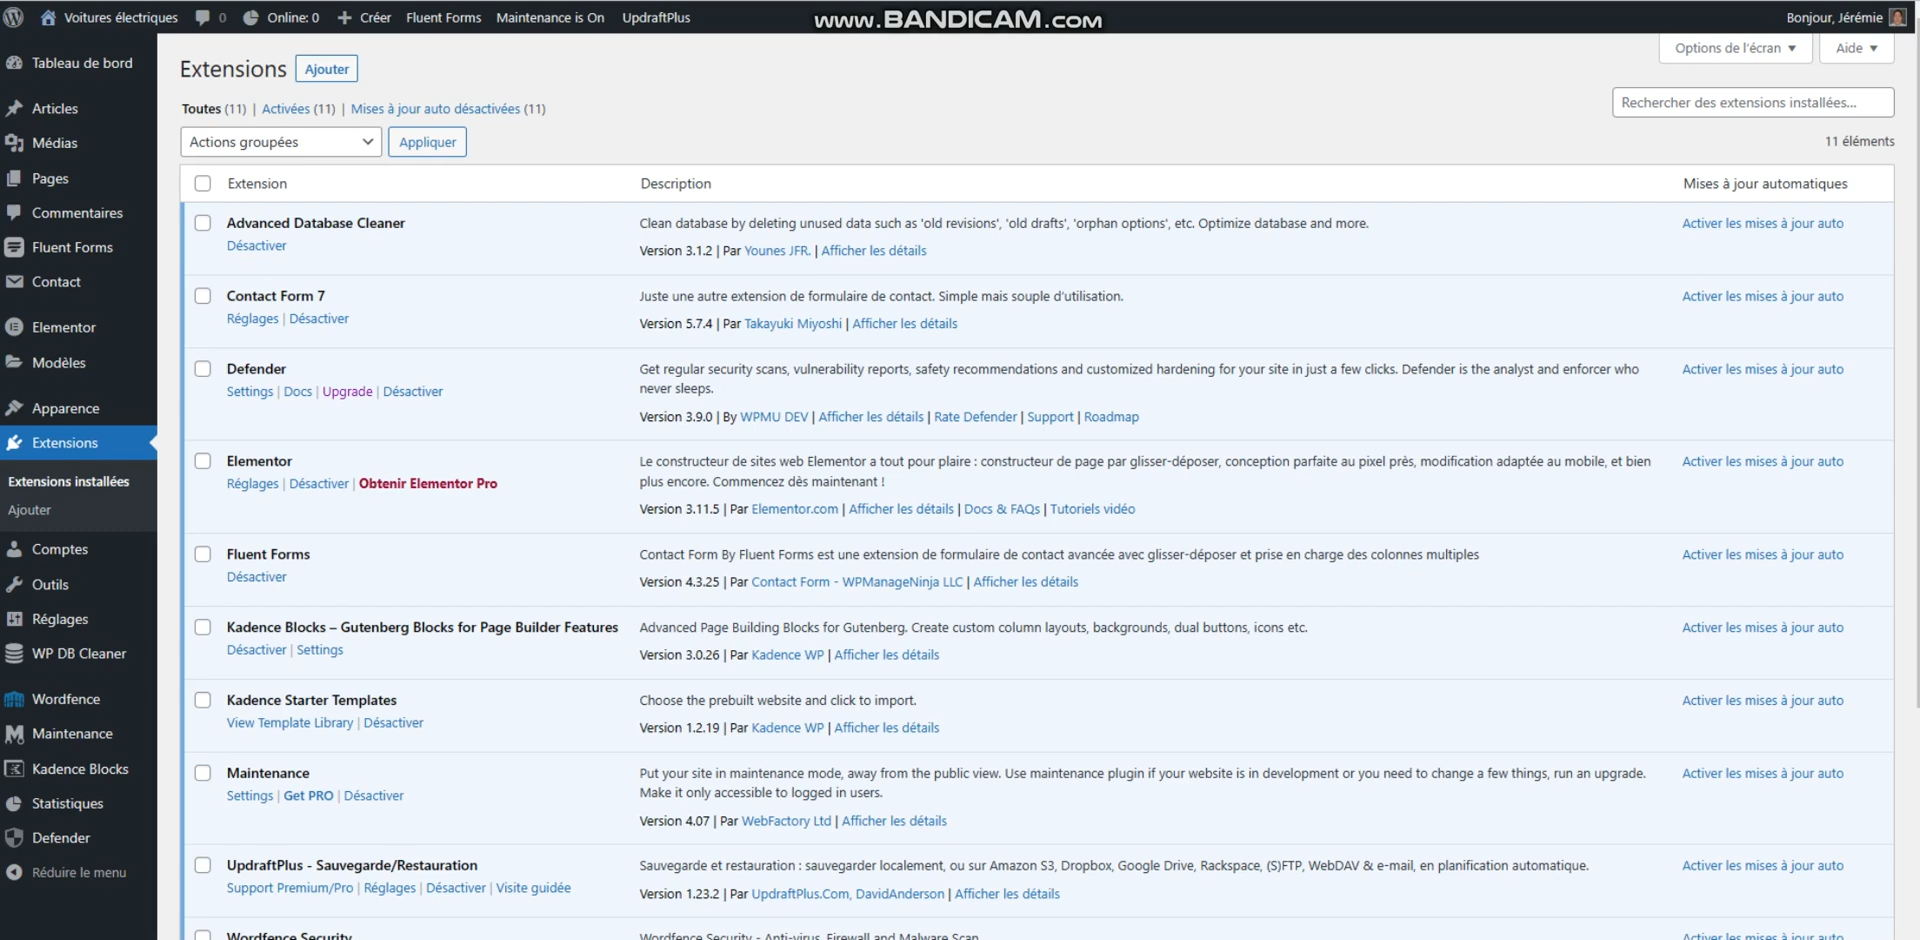 Voitures électriques 0 Online: 0 Créer Fluent Forms Maintenance is On UpdraftPlus www.BANDICAM.com Bonjour, Jérémie
Options de l'écran ▼ Aide ▼
Tableau de bord
Articles
Médias
Pages
Commentaires
Fluent Forms
Contact
Elementor
Modèles
Apparence
Extensions
Extensions installées
Ajouter
Comptes
Outils
Réglages
WP DB Cleaner
Wordfence
Maintenance
Kadence Blocks
Statistiques
Defender
Réduire le menu
Extensions Ajouter
Toutes (11) | Activées (11) | Mises à jour auto désactivées (11)
Rechercher des extensions installées...
Actions groupées Appliquer
11 éléments
Extension Description Mises à jour automatiques
Advanced Database Cleaner
Désactiver
Clean database by deleting unused data such as 'old revisions', 'old drafts', 'orphan options', etc. Optimize database and more.
Version 3.1.2 | Par Younes JFR. | Afficher les détails
Activer les mises à jour auto
Contact Form 7
Réglages | Désactiver
Juste une autre extension de formulaire de contact. Simple mais souple d'utilisation.
Version 5.7.4 | Par Takayuki Miyoshi | Afficher les détails
Activer les mises à jour auto
Defender
Settings | Docs | Upgrade | Désactiver
Get regular security scans, vulnerability reports, safety recommendations and customized hardening for your site in just a few clicks. Defender is the analyst and enforcer who
never sleeps.
Version 3.9.0 | By WPMU DEV | Afficher les détails | Rate Defender | Support | Roadmap
Activer les mises à jour auto
Elementor
Réglages | Désactiver | Obtenir Elementor Pro
Le constructeur de sites web Elementor a tout pour plaire : constructeur de page par glisser-déposer, conception parfaite au pixel près, modification adaptée au mobile, et bien
plus encore. Commencez dès maintenant !
Version 3.11.5 | Par Elementor.com | Afficher les détails | Docs & FAQs | Tutoriels vidéo
Activer les mises à jour auto
Fluent Forms
Désactiver
Contact Form By Fluent Forms est une extension de formulaire de contact avancée avec glisser-déposer et prise en charge des colonnes multiples
Version 4.3.25 | Par Contact Form - WPManageNinja LLC | Afficher les détails
Activer les mises à jour auto
Kadence Blocks – Gutenberg Blocks for Page Builder Features
Désactiver | Settings
Advanced Page Building Blocks for Gutenberg. Create custom column layouts, backgrounds, dual buttons, icons etc.
Version 3.0.26 | Par Kadence WP | Afficher les détails
Activer les mises à jour auto
Kadence Starter Templates
View Template Library | Désactiver
Choose the prebuilt website and click to import.
Version 1.2.19 | Par Kadence WP | Afficher les détails
Activer les mises à jour auto
Maintenance
Settings | Get PRO | Désactiver
Put your site in maintenance mode, away from the public view. Use maintenance plugin if your website is in development or you need to change a few things, run an upgrade.
Make it only accessible to logged in users.
Version 4.07 | Par WebFactory Ltd | Afficher les détails
Activer les mises à jour auto
UpdraftPlus - Sauvegarde/Restauration
Support Premium/Pro | Réglages | Désactiver | Visite guidée
Sauvegarde et restauration : sauvegarder localement, ou sur Amazon S3, Dropbox, Google Drive, Rackspace, (S)FTP, WebDAV & e-mail, en planification automatique.
Version 1.23.2 | Par UpdraftPlus.Com, DavidAnderson | Afficher les détails
Activer les mises à jour auto
Wordfence Security
Wordfence Security - Anti-virus, Firewall and Malware Scan
Activer les mises à jour auto